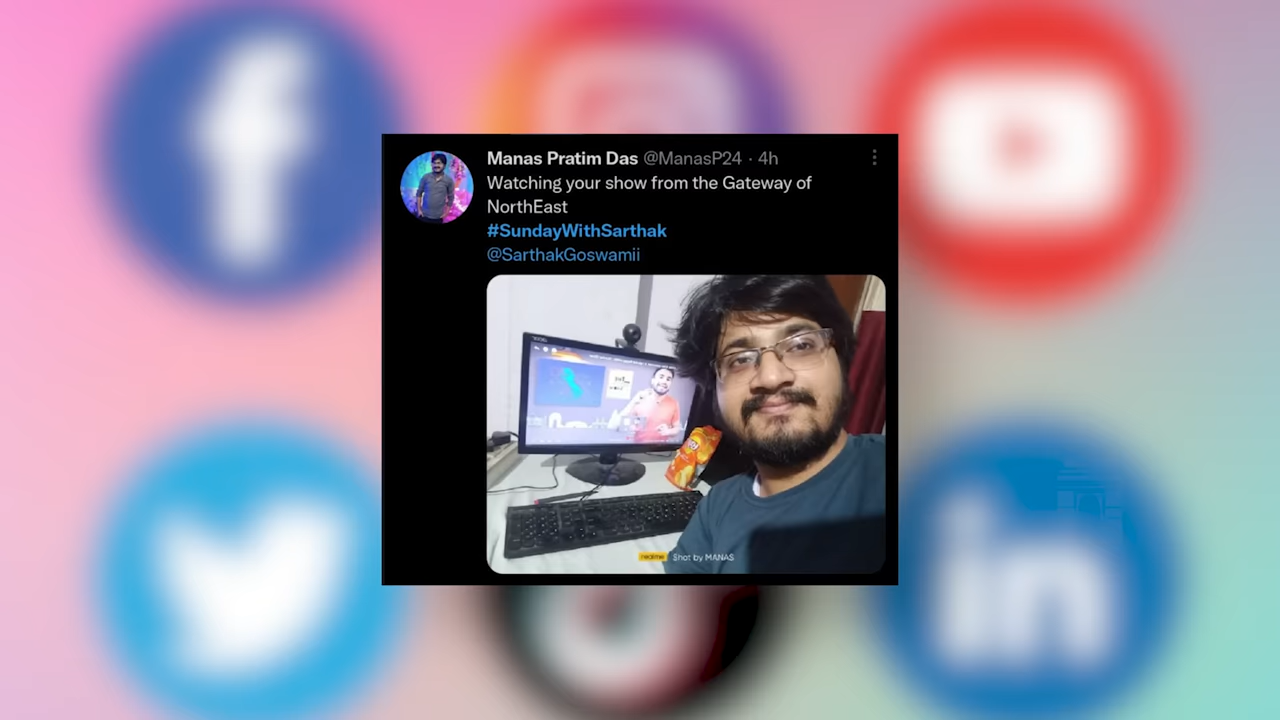 Manas Pratim Das @ManasP24 · 4h
Watching your show from the Gateway of
NorthEast
#SundayWithSarthak
@SarthakGoswamii
realme Shot by MANAS